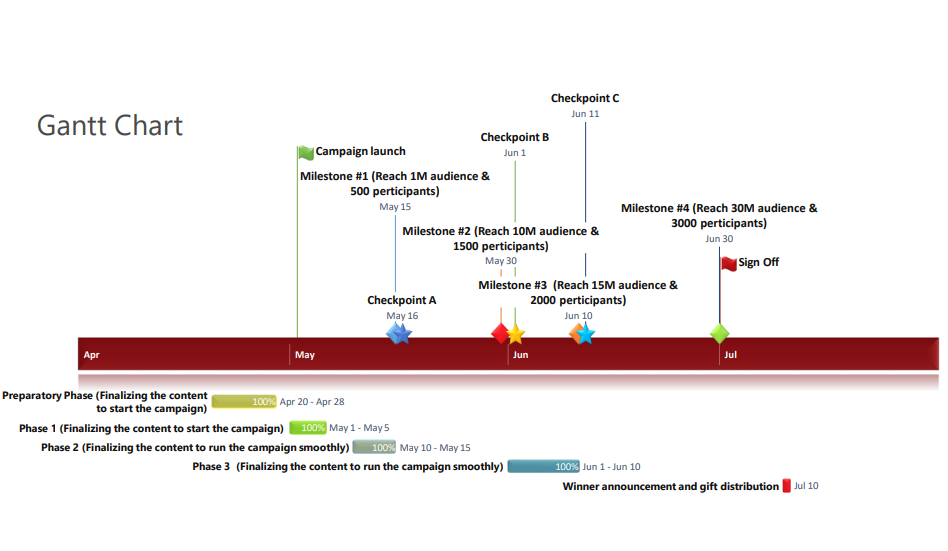 Gantt Chart
Checkpoint C
Jun 11
Checkpoint B
Jun 1
Campaign launch
Milestone #1 (Reach 1M audience &
500 perticipants)
May 15
Milestone #4 (Reach 30M audience &
3000 perticipants)
Jun 30
Milestone #2 (Reach 10M audience &
1500 perticipants)
May 30
Sign Off
Milestone #3  (Reach 15M audience &
2000 perticipants)
Jun 10
Checkpoint A
May 16
Apr May Jun Jul
Preparatory Phase (Finalizing the content
to start the campaign) 100% Apr 20 - Apr 28
Phase 1 (Finalizing the content to start the campaign) 100% May 1 - May 5
Phase 2 (Finalizing the content to run the campaign smoothly) 100% May 10 - May 15
Phase 3  (Finalizing the content to run the campaign smoothly) 100% Jun 1 - Jun 10
Winner announcement and gift distribution Jul 10